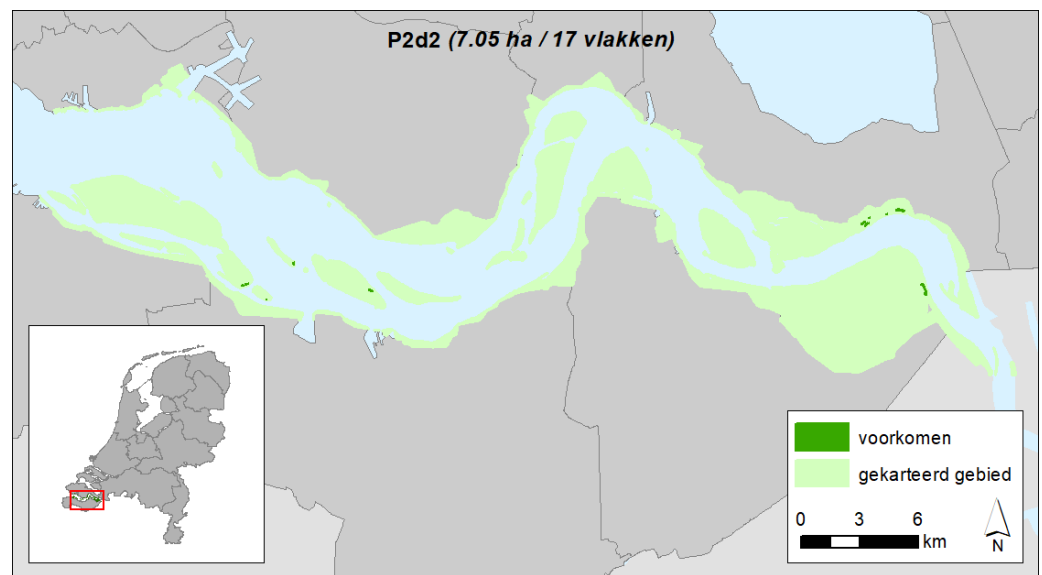 P2d2 (7.05 ha / 17 vlakken)
voorkomen
gekarteerd gebied
0 3 6
km
N